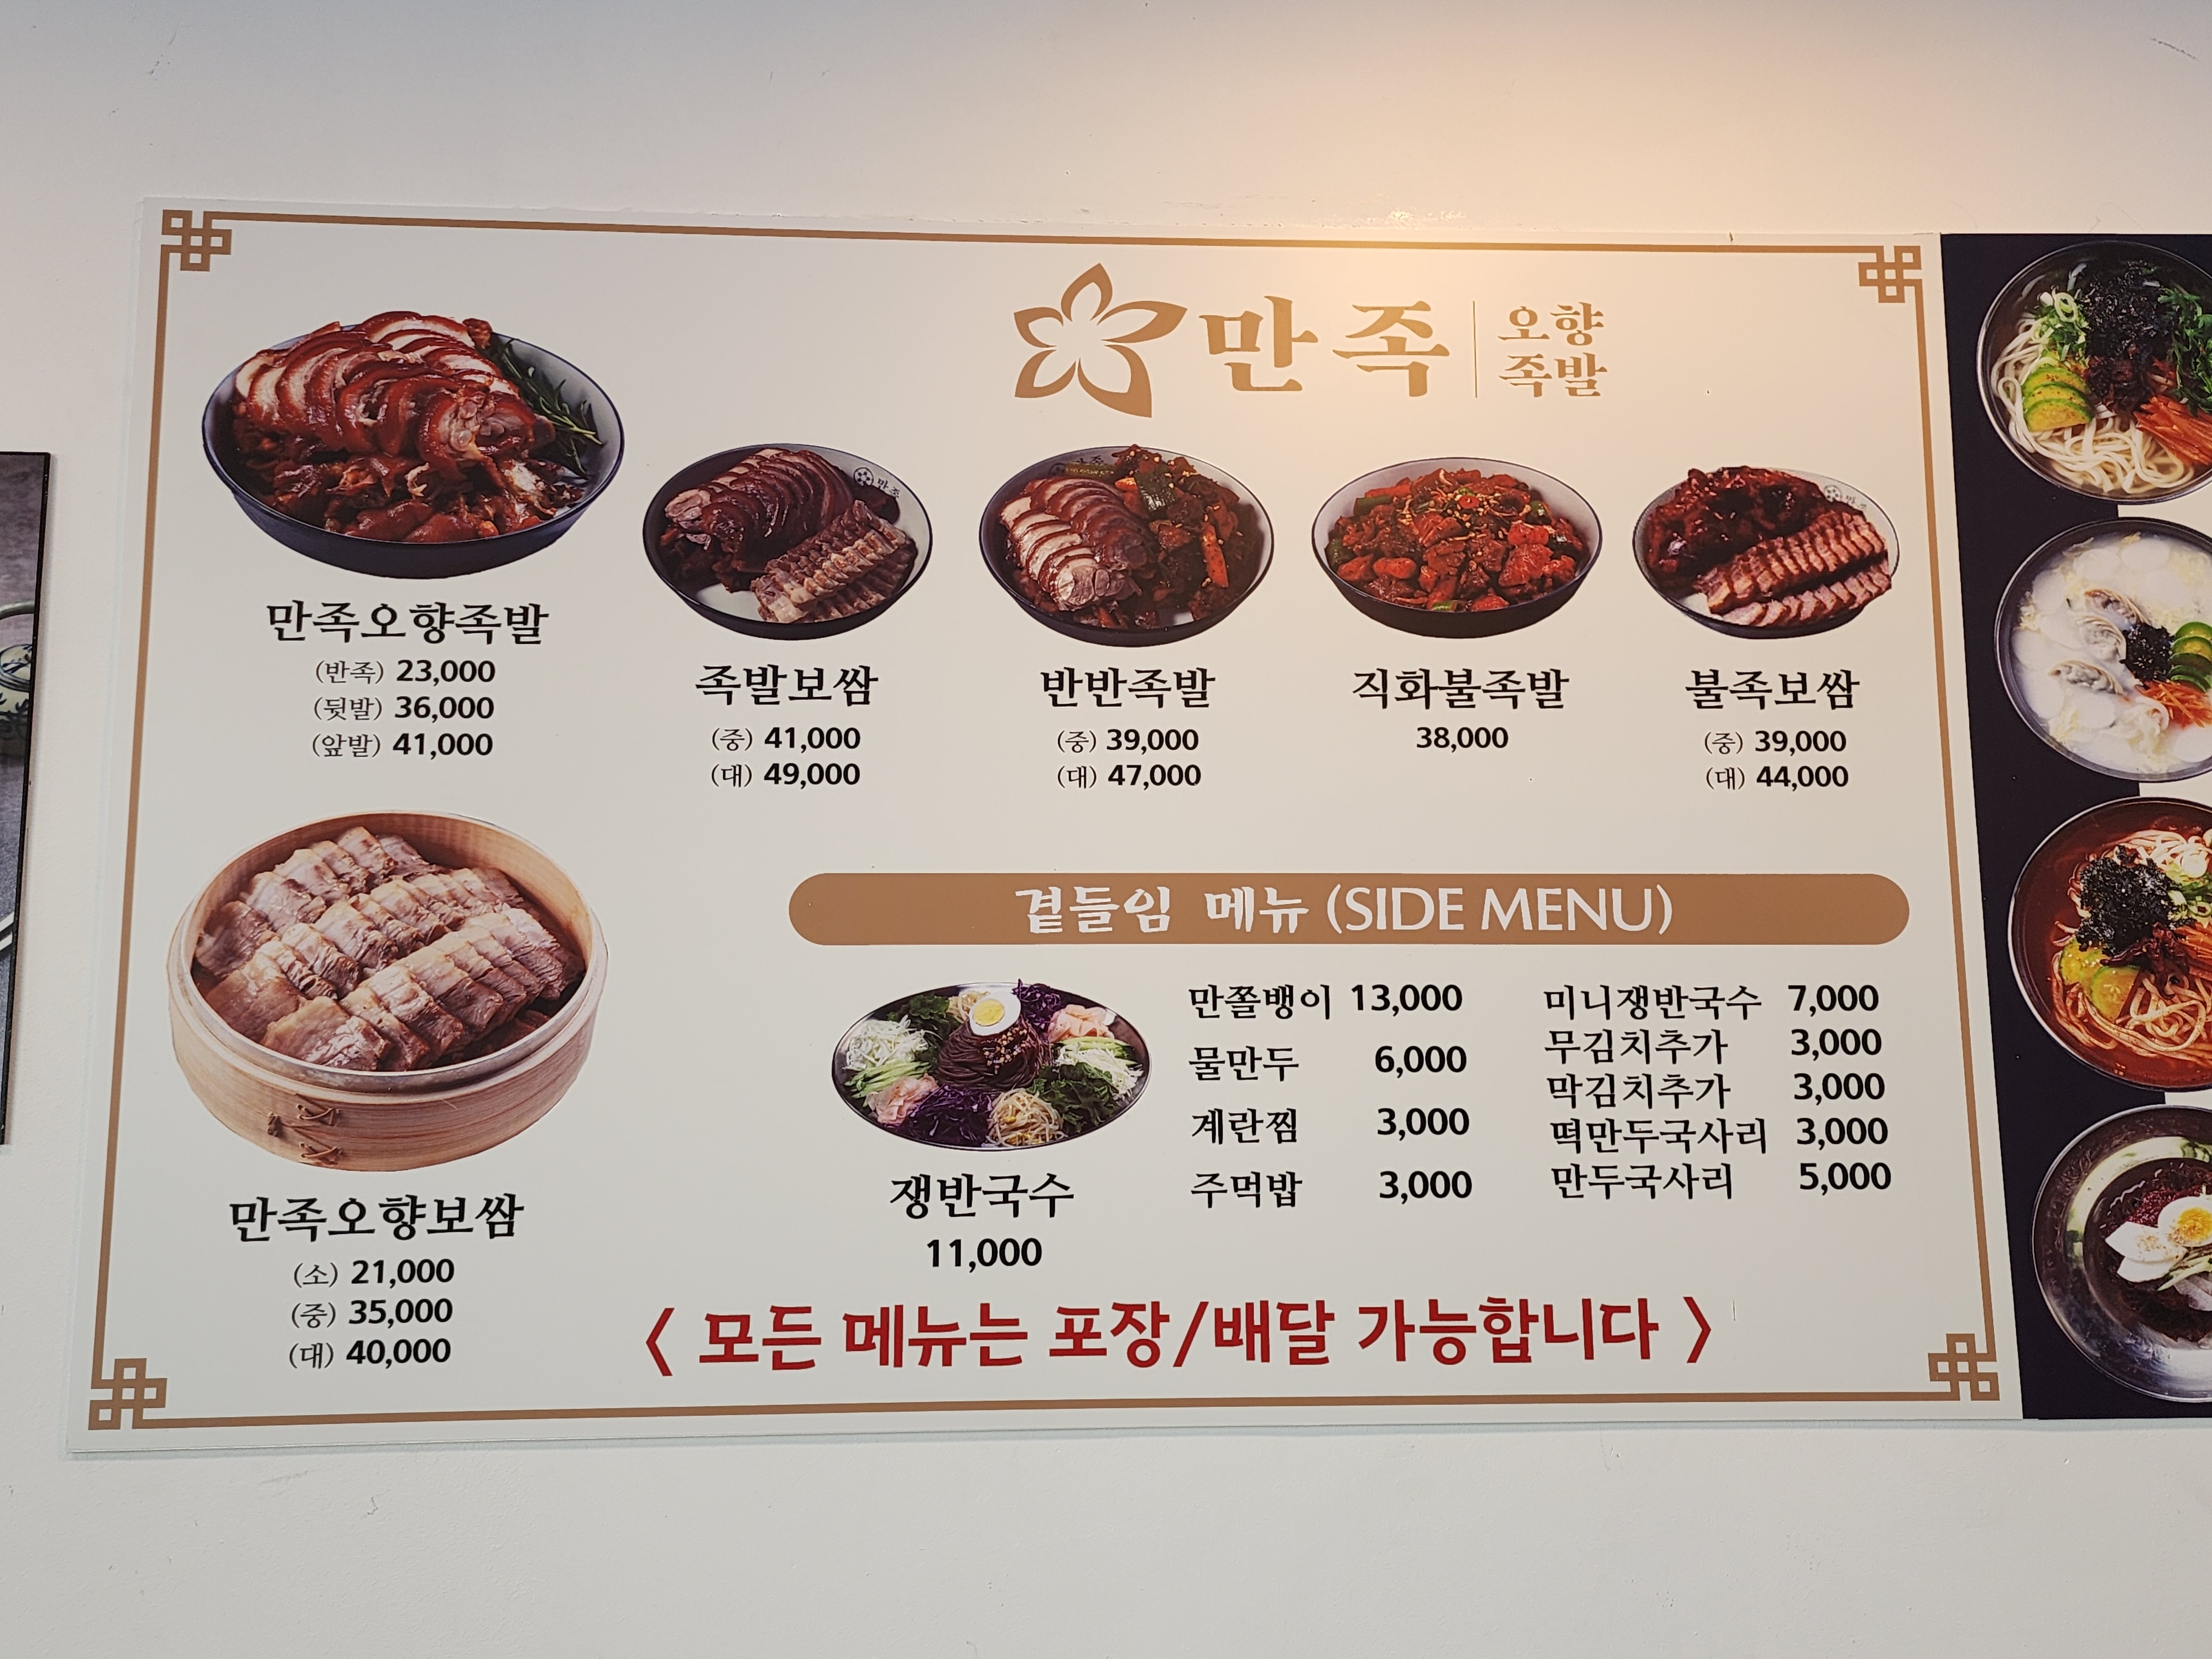 만족 오향
족발
만족오향족발
(반족) 23,000
(뒷발) 36,000
(앞발) 41,000
족발보쌈
(중) 41,000
(대) 49,000
반반족발
(중) 39,000
(대) 47,000
직화불족발
38,000
불족보쌈
(중) 39,000
(대) 44,000
만족오향보쌈
(소) 21,000
(중) 35,000
(대) 40,000
곁들임 메뉴 (SIDE MENU)
쟁반국수
11,000
만쫄뱅이 13,000
물만두 6,000
계란찜 3,000
주먹밥 3,000
미니쟁반국수 7,000
무김치추가 3,000
막김치추가 3,000
떡만두국사리 3,000
만두국사리 5,000
〈 모든 메뉴는 포장/배달 가능합니다 〉